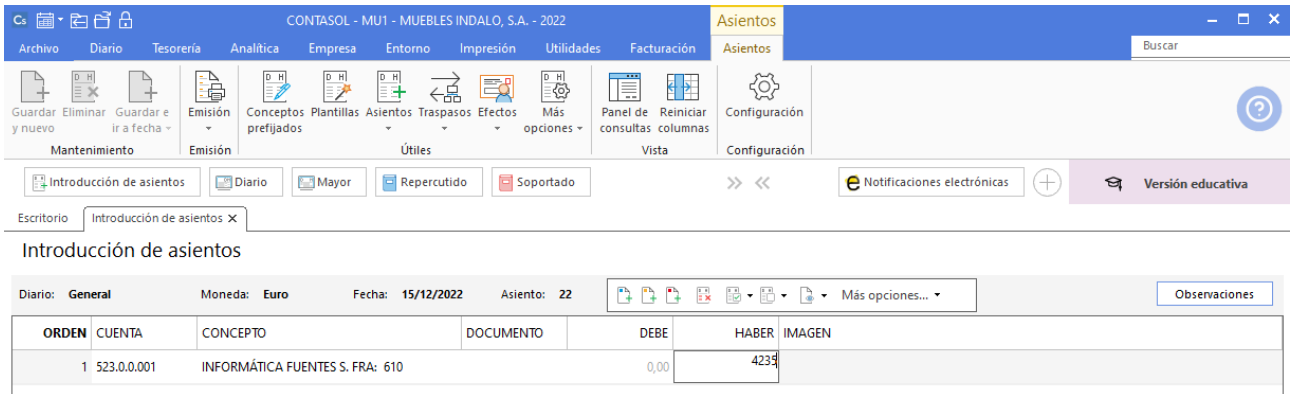 Cs CONTASOL - MU1 - MUEBLES INDALO, S.A. - 2022 Asientos
Archivo Diario Tesorería Analítica Empresa Entorno Impresión Utilidades Facturación Asientos Buscar
D H D H D H D H D H
Guardar Eliminar Guardar e Emisión Conceptos Plantillas Asientos Traspasos Efectos Más Panel de Reiniciar Configuración
y nuevo ir a fecha prefijados opciones consultas columnas
Mantenimiento Emisión Útiles Vista Configuración
Introducción de asientos Diario Mayor Repercutido Soportado Notificaciones electrónicas Versión educativa
Escritorio Introducción de asientos x
Introducción de asientos
Diario: General Moneda: Euro Fecha: 15/12/2022 Asiento: 22 Más opciones... Observaciones
ORDEN CUENTA CONCEPTO DOCUMENTO DEBE HABER IMAGEN
1 523.0.0.001 INFORMÁTICA FUENTES S. FRA: 610 0,00 4235